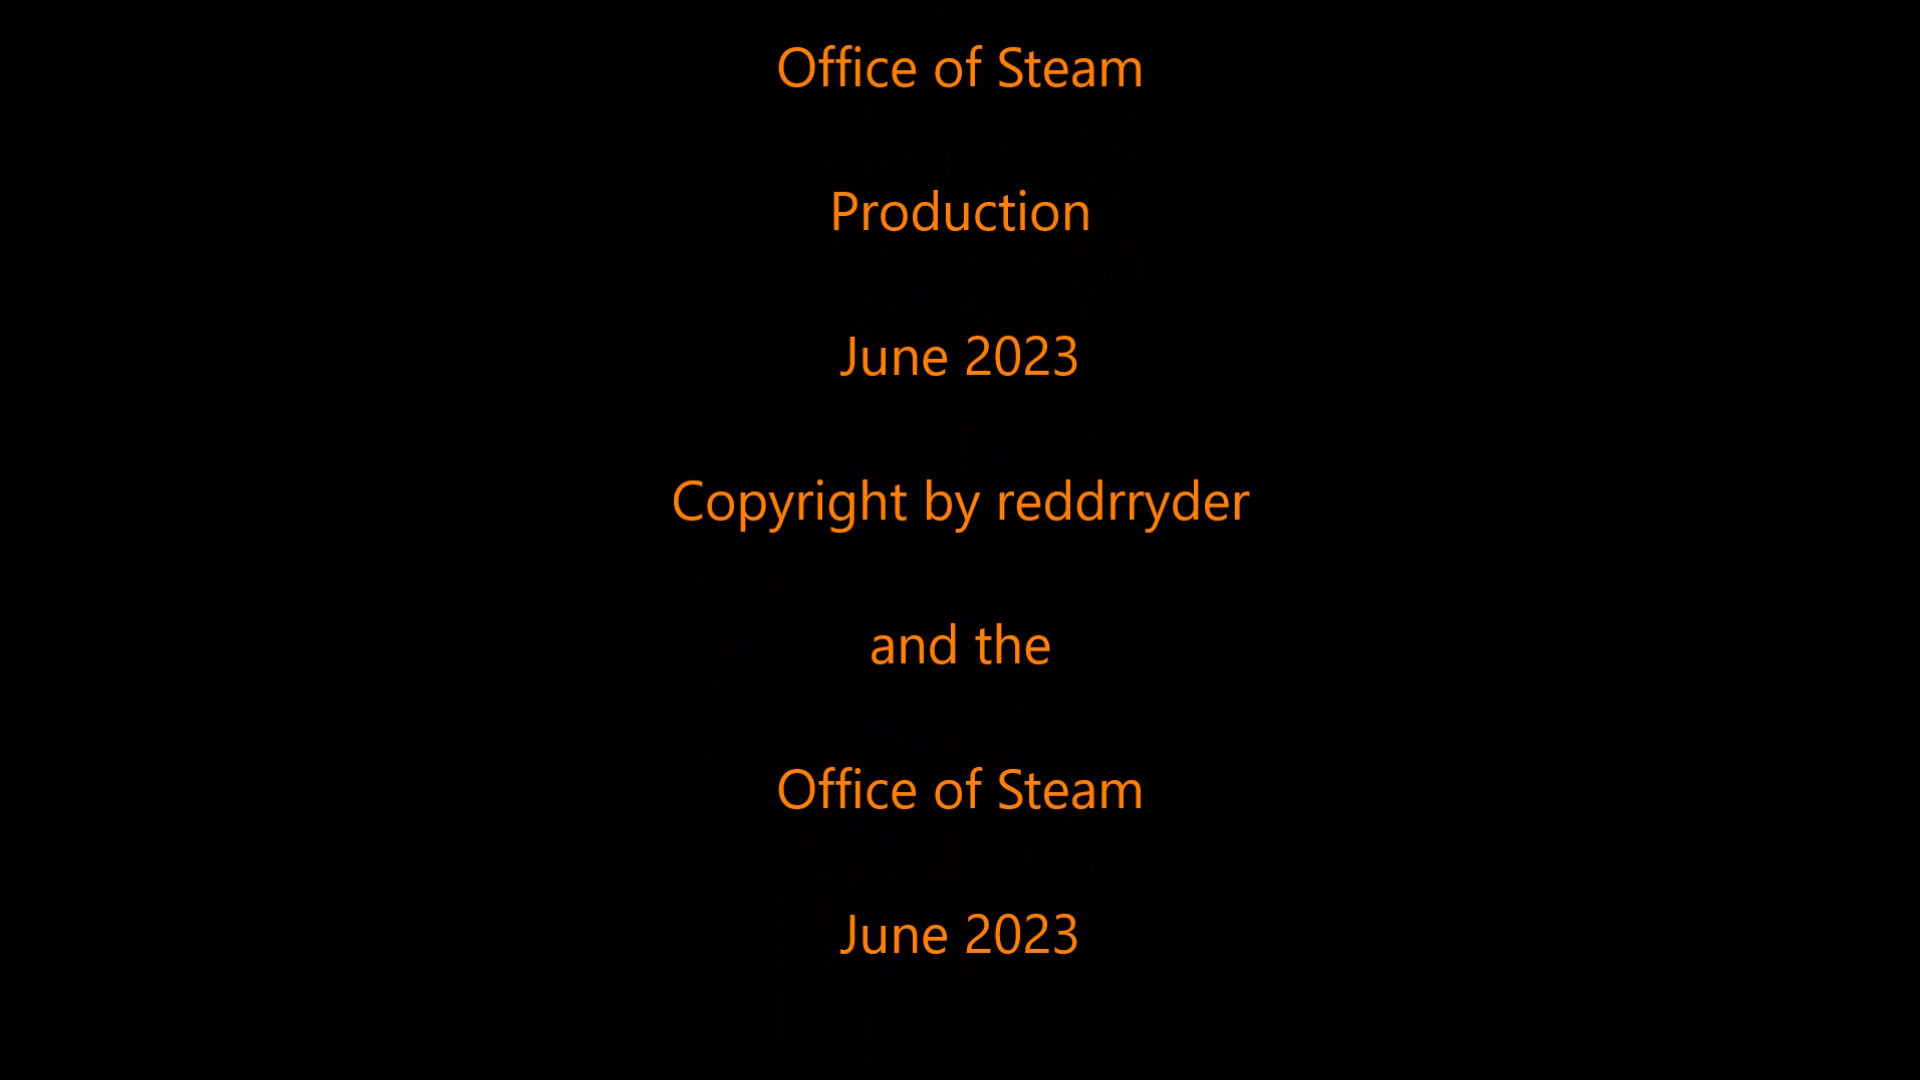 Office of Steam
Production
June 2023
Copyright by reddrryder
and the
Office of Steam
June 2023